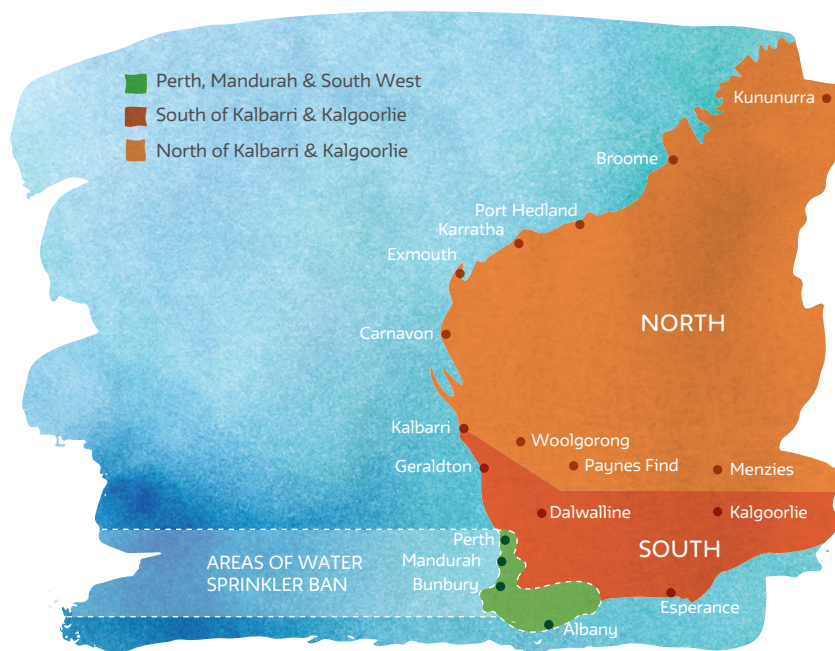 Perth, Mandurah & South West
South of Kalbarri & Kalgoorlie
North of Kalbarri & Kalgoorlie
Kununurra
Broome
Port Hedland
Karratha
Exmouth
NORTH
Carnavon
Kalbarri
Woolgorong
Geraldton
Paynes Find
Menzies
Dalwalline
Kalgoorlie
Perth
SOUTH
Mandurah
AREAS OF WATER
SPRINKLER BAN
Bunbury
Esperance
Albany